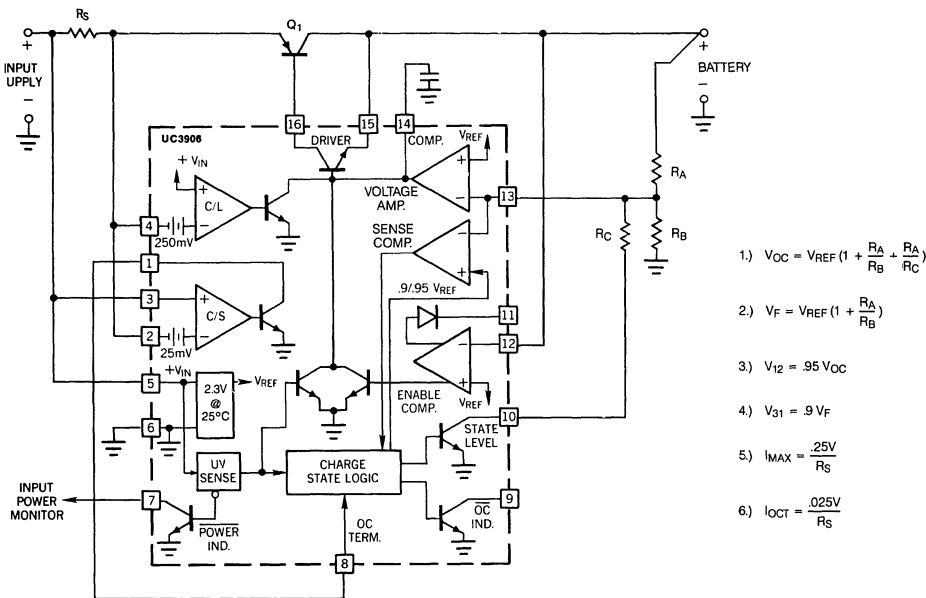 RS
Q1
+
INPUT
UPPLY
−
+
BATTERY
−
16
15
14
UC3906
DRIVER
COMP.
VREF
+ VIN
+
C/L
−
+
−
VOLTAGE
AMP.
13
RA
RC
RB
4
250mV
1
SENSE
COMP.
−
+
.9/.95 VREF
3
+
C/S
−
2
25mV
11
12
−
+
ENABLE
COMP.
VREF
+VIN
5
2.3V
@
25°C
VREF
6
10
STATE
LEVEL
UV
SENSE
CHARGE
STATE LOGIC
INPUT
POWER
MONITOR
7
POWER
IND.
OC
TERM.
OC
IND.
9
8
1.) VOC = VREF (1 + RA/RB + RA/RC)
2.) VF = VREF (1 + RA/RB)
3.) V12 = .95 VOC
4.) V31 = .9 VF
5.) IMAX = .25V/RS
6.) IOCT = .025V/RS